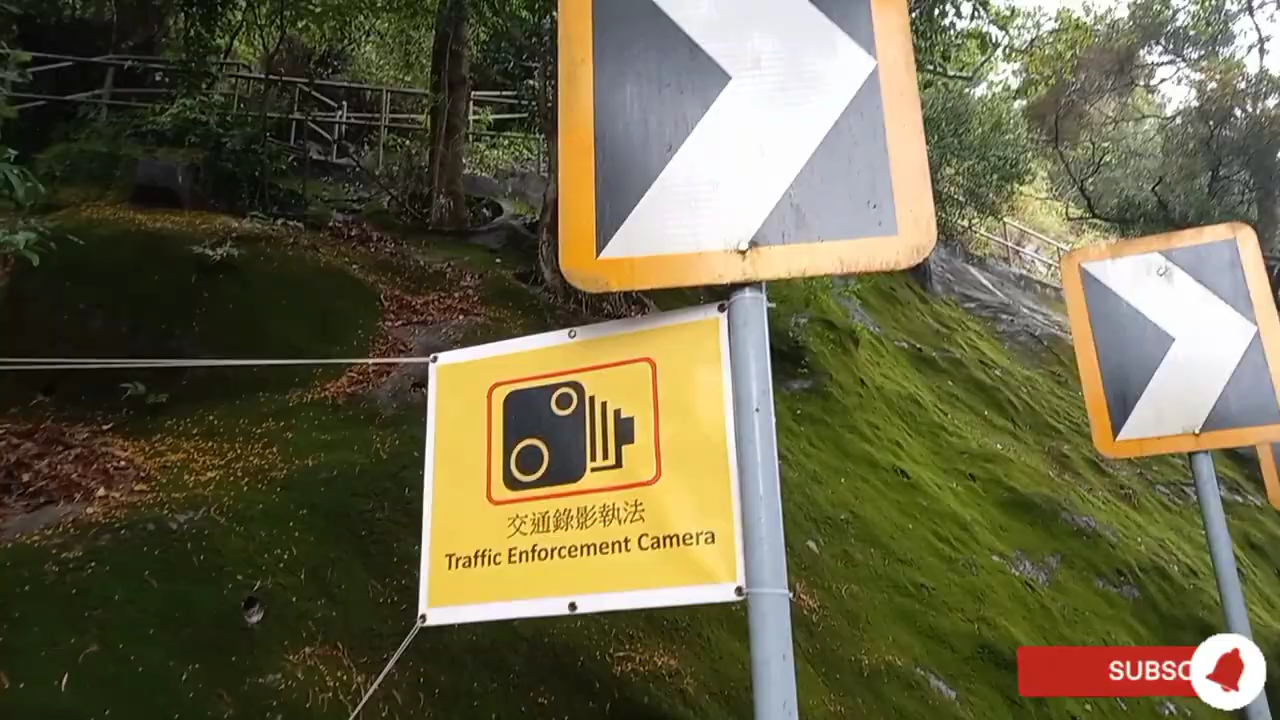 交通錄影執法
Traffic Enforcement Camera
SUBSC